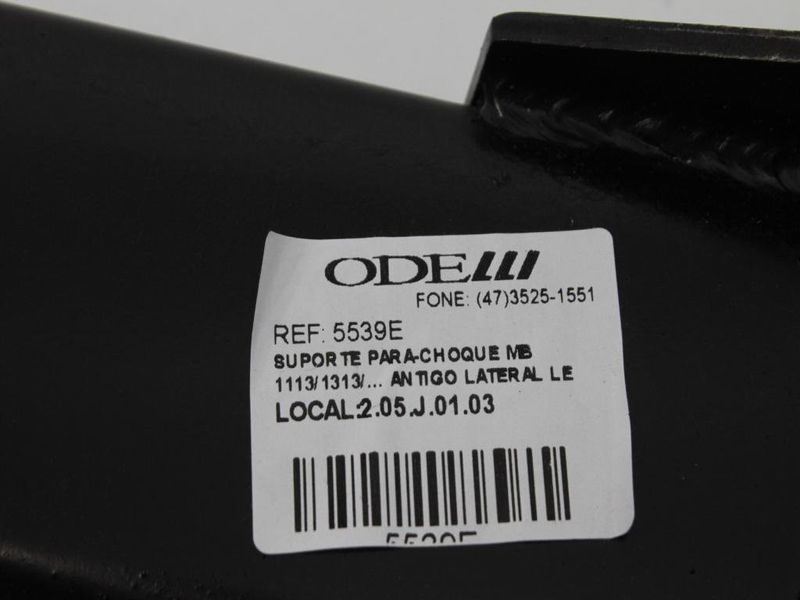 ODE
FONE: (47)3525-1551
REF: 5539E
SUPORTE PARA-CHOQUE MB
1113/1313/... ANTIGO LATERAL LE
LOCAL:2.05.J.01.03
5539E